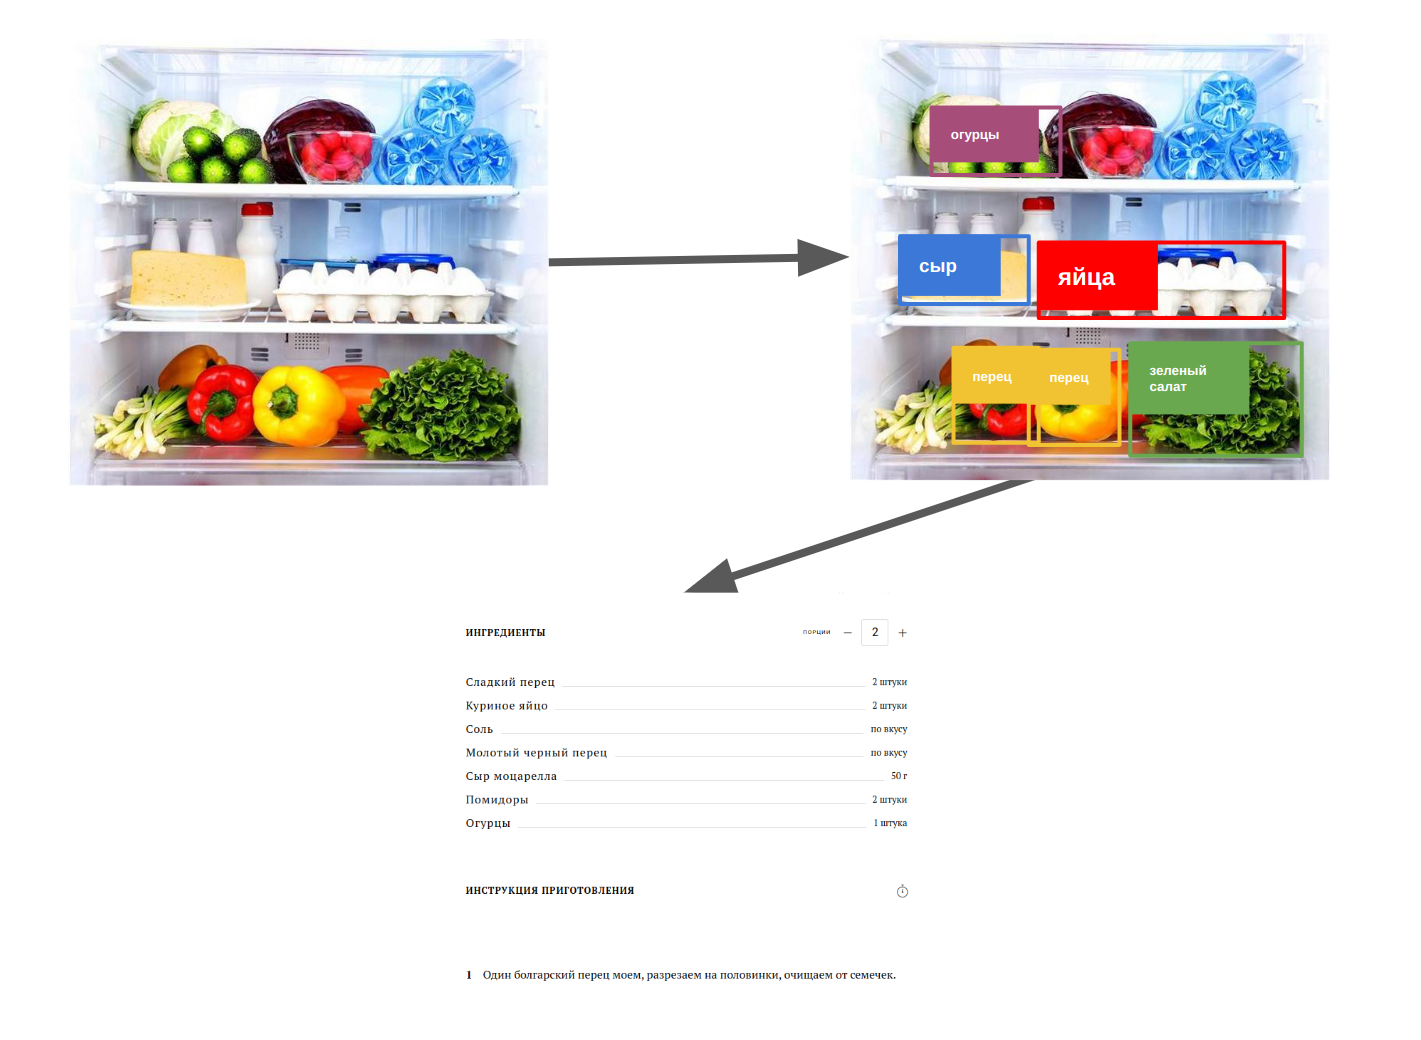 огурцы
сыр
яйца
перец
перец
зеленый
салат
ИНГРЕДИЕНТЫ
ПОРЦИИ − 2 +
Сладкий перец 2 штуки
Куриное яйцо 2 штуки
Соль по вкусу
Молотый черный перец по вкусу
Сыр моцарелла 50 г
Помидоры 2 штуки
Огурцы 1 штука
ИНСТРУКЦИЯ ПРИГОТОВЛЕНИЯ
1 Один болгарский перец моем, разрезаем на половинки, очищаем от семечек.